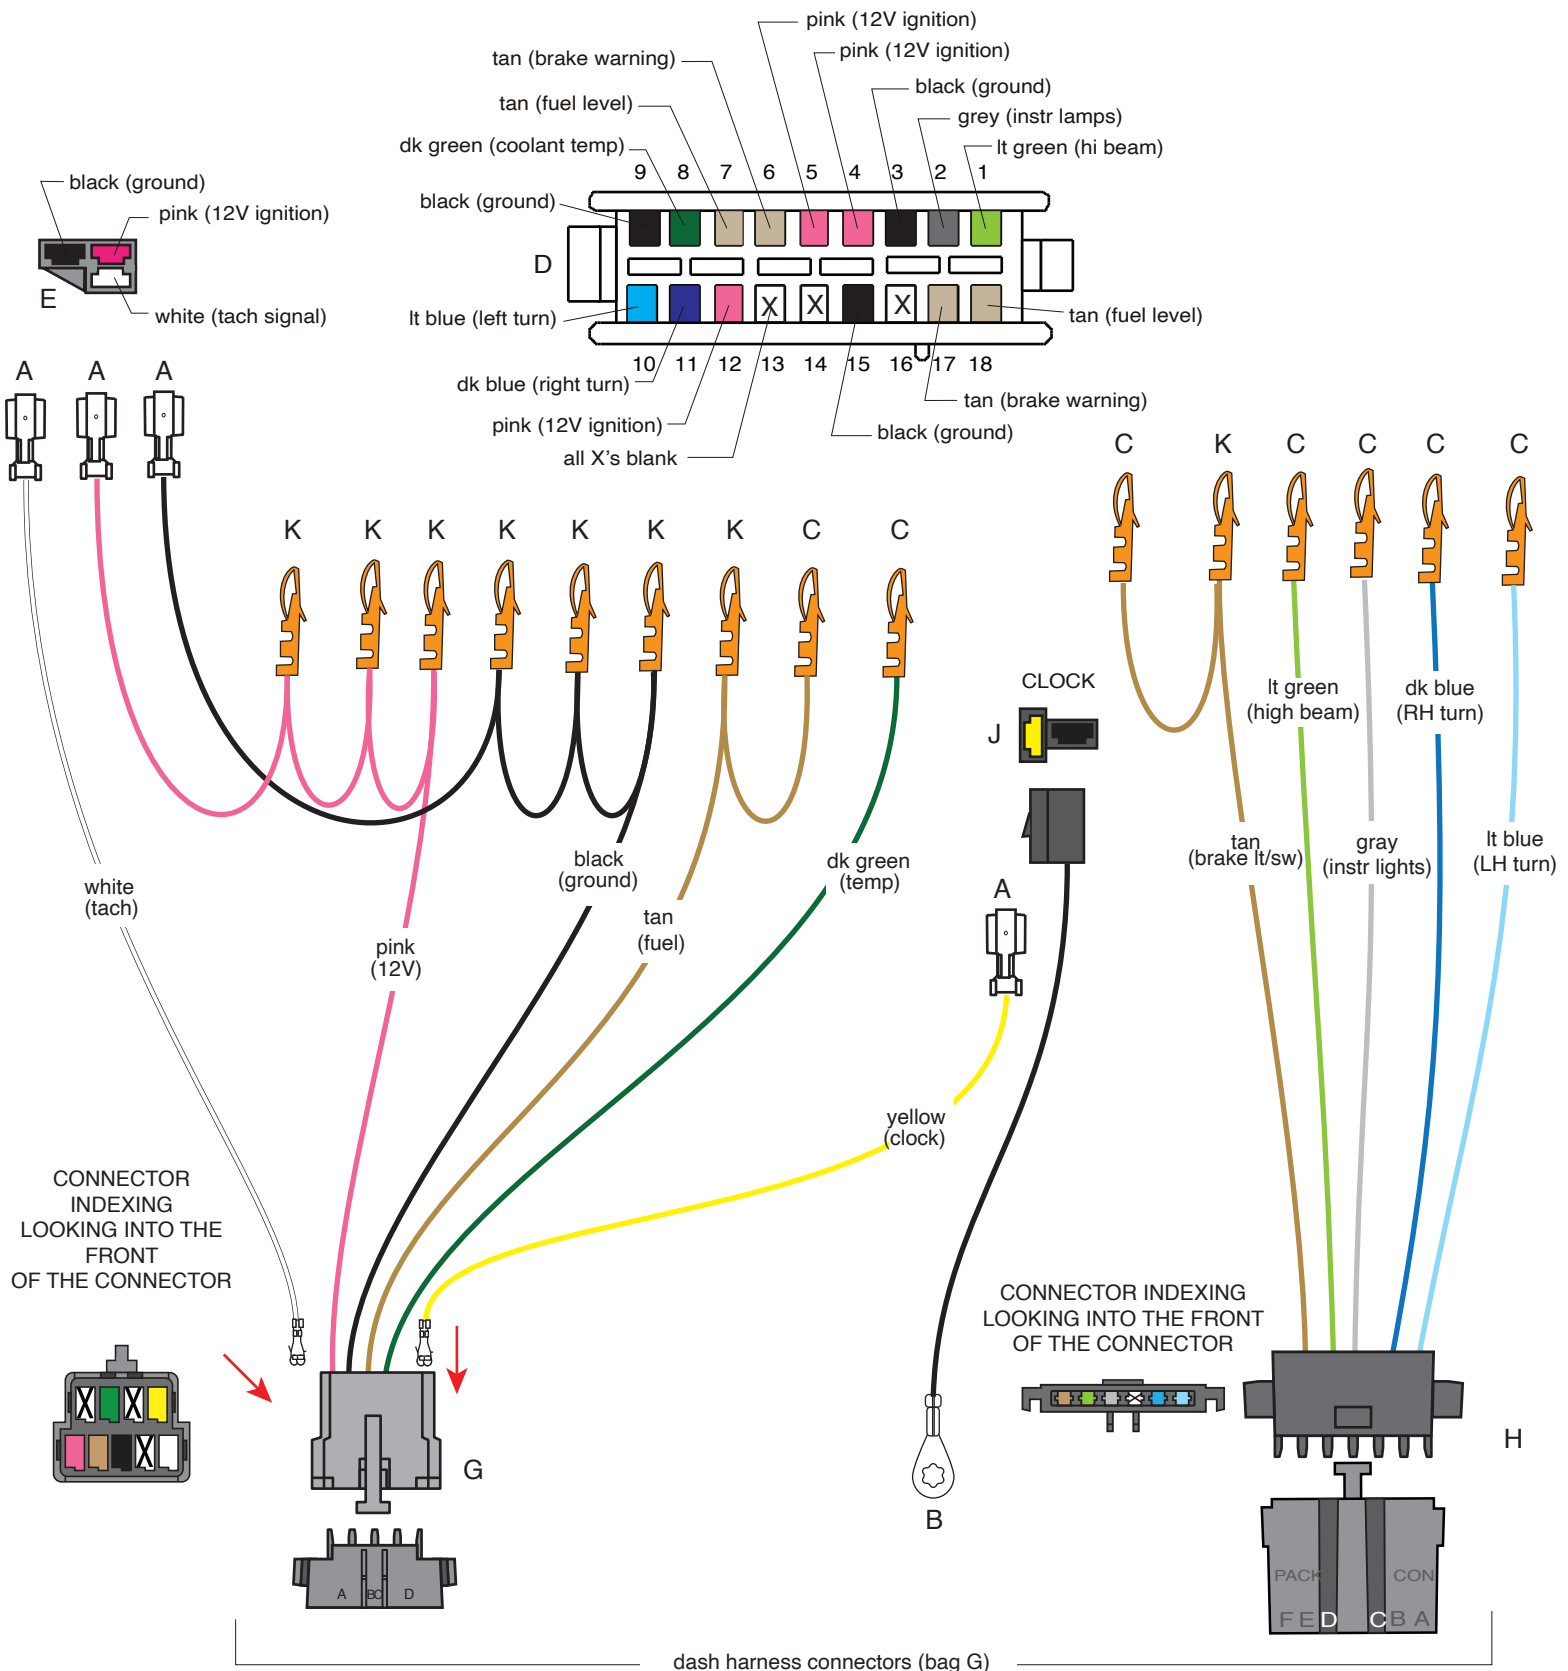 pink (12V ignition)
tan (brake warning)
pink (12V ignition)
tan (fuel level)
black (ground)
grey (instr lamps)
dk green (coolant temp)
lt green (hi beam)
9 8 7 6 5 4 3 2 1
black (ground)
black (ground)
pink (12V ignition)
D
E
white (tach signal)
lt blue (left turn)
X X X
tan (fuel level)
10 11 12 13 14 15 16 17 18
dk blue (right turn)
tan (brake warning)
pink (12V ignition)
black (ground)
all X's blank
A A A
C K C C C C
K K K K K K K C C
CLOCK
J
lt green
(high beam)
dk blue
(RH turn)
tan
(brake lt/sw)
gray
(instr lights)
lt blue
(LH turn)
black
(ground)
dk green
(temp)
white
(tach)
A
tan
(fuel)
pink
(12V)
yellow
(clock)
CONNECTOR
INDEXING
LOOKING INTO THE
FRONT
OF THE CONNECTOR
CONNECTOR INDEXING
LOOKING INTO THE FRONT
OF THE CONNECTOR
X X
X
X
G
H
B
A BC D
PACK CON
F E D C B A
dash harness connectors (bag G)